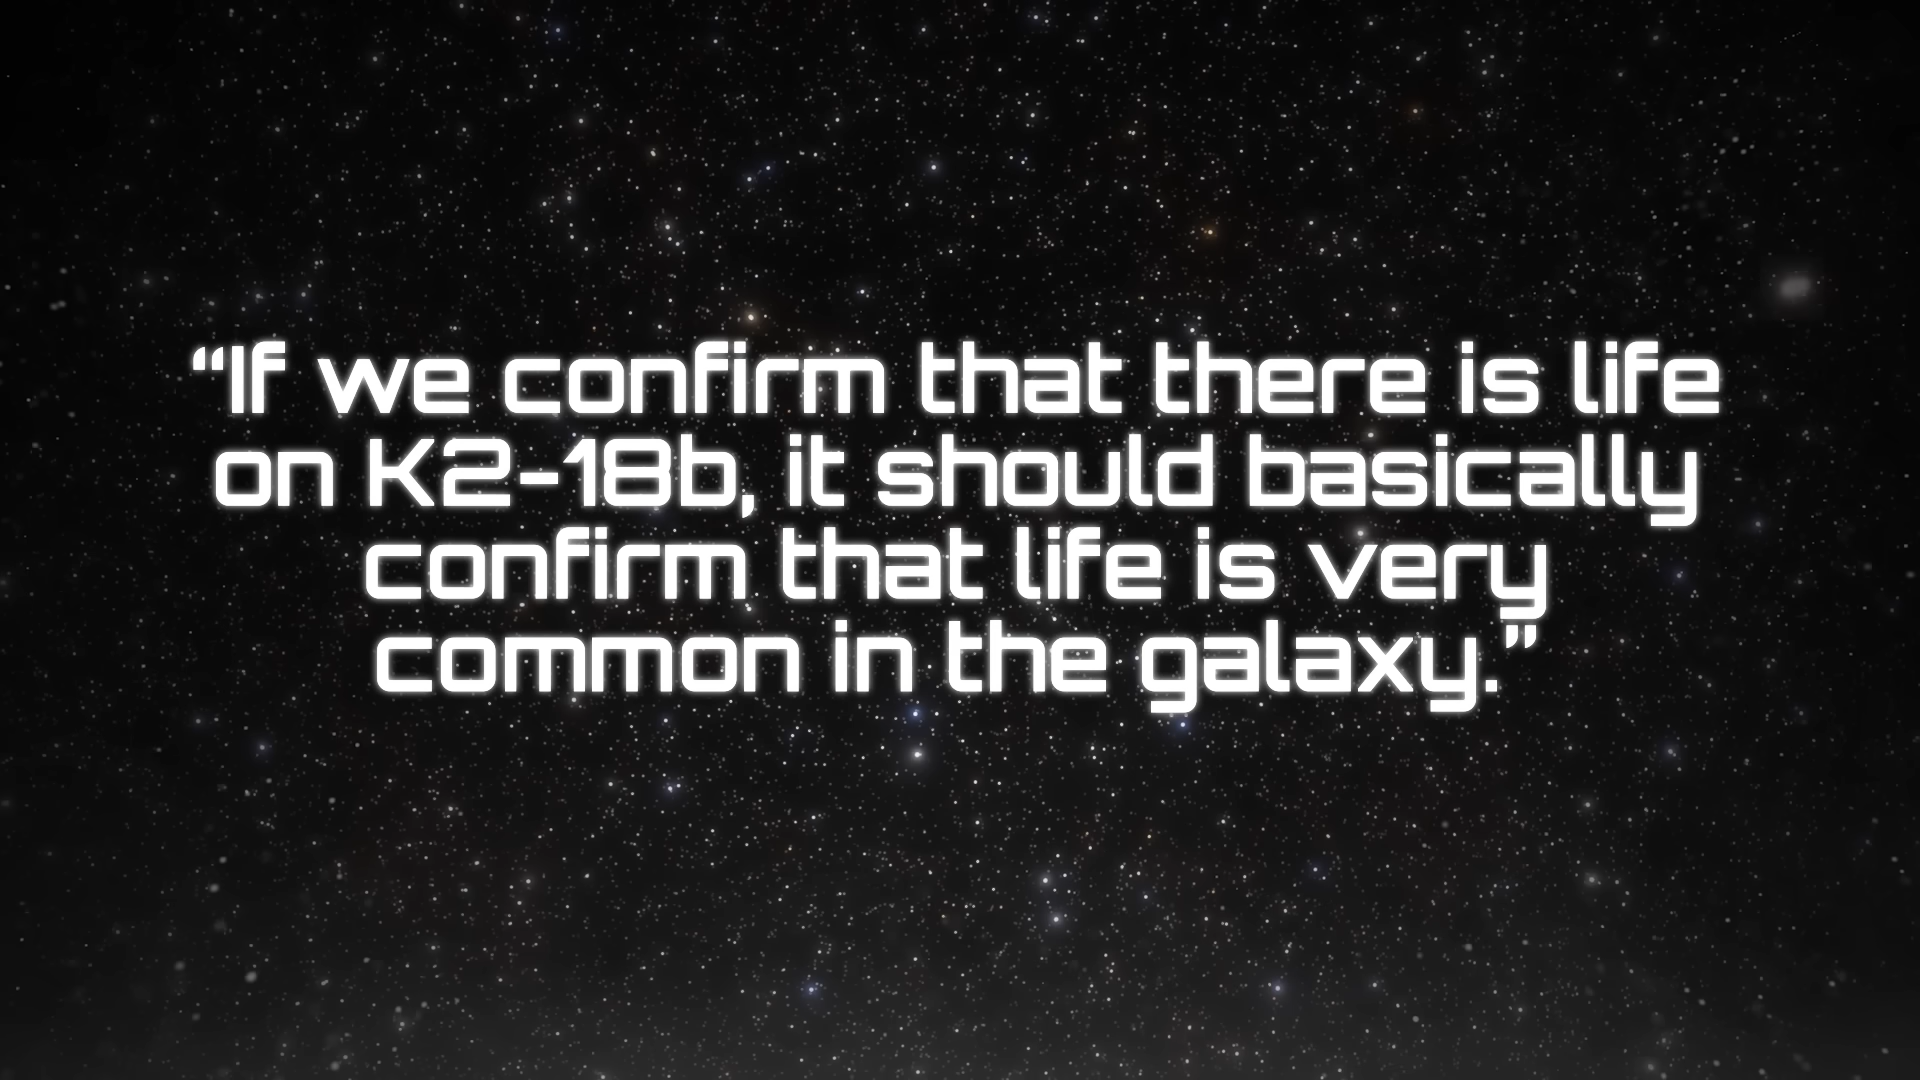 “If we confirm that there is life
on K2-18b, it should basically
confirm that life is very
common in the galaxy.”